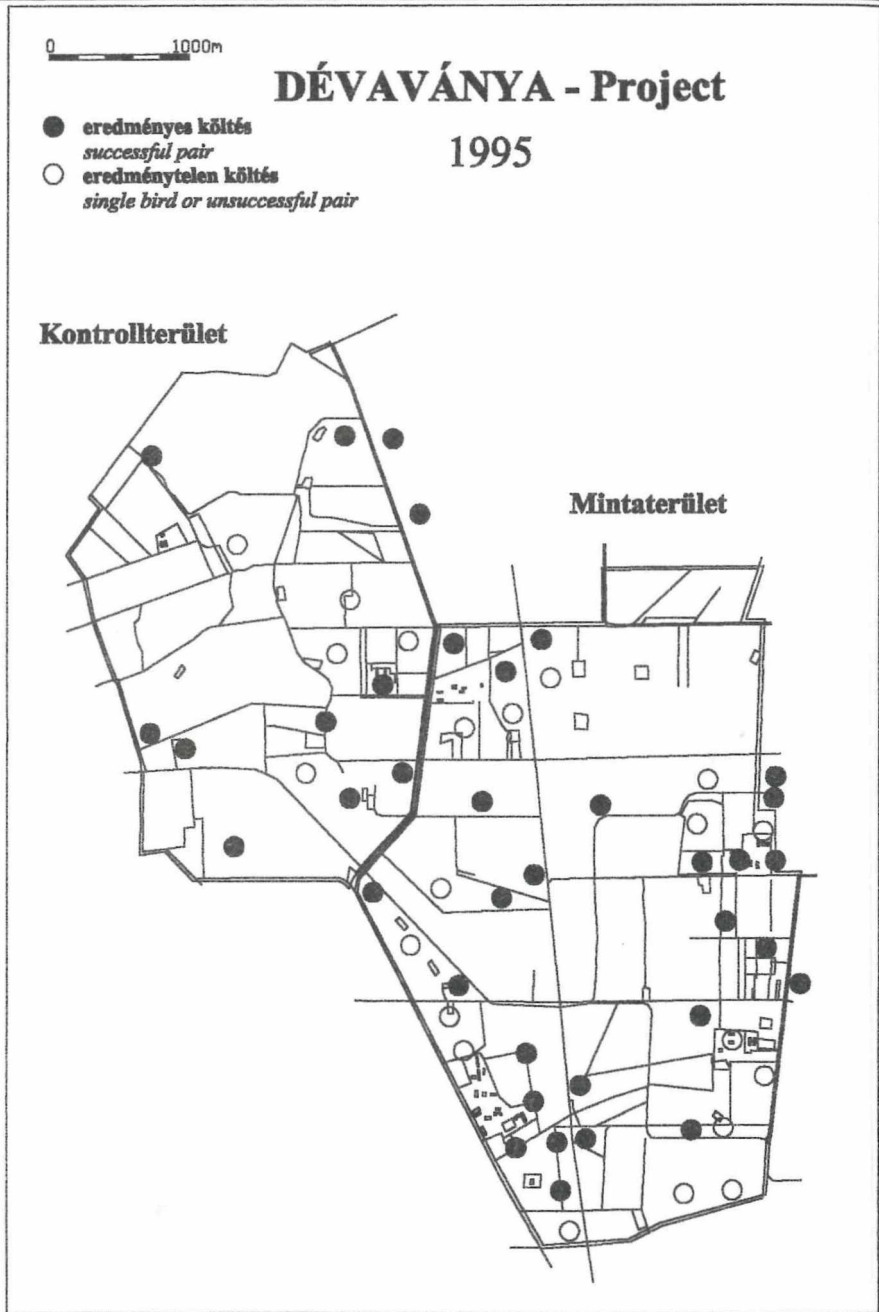 0 1000m
DÉVAVÁNYA - Project
1995
eredményes költés
successful pair
eredménytelen költés
single bird or unsuccessful pair
Kontrollterület
Mintaterület